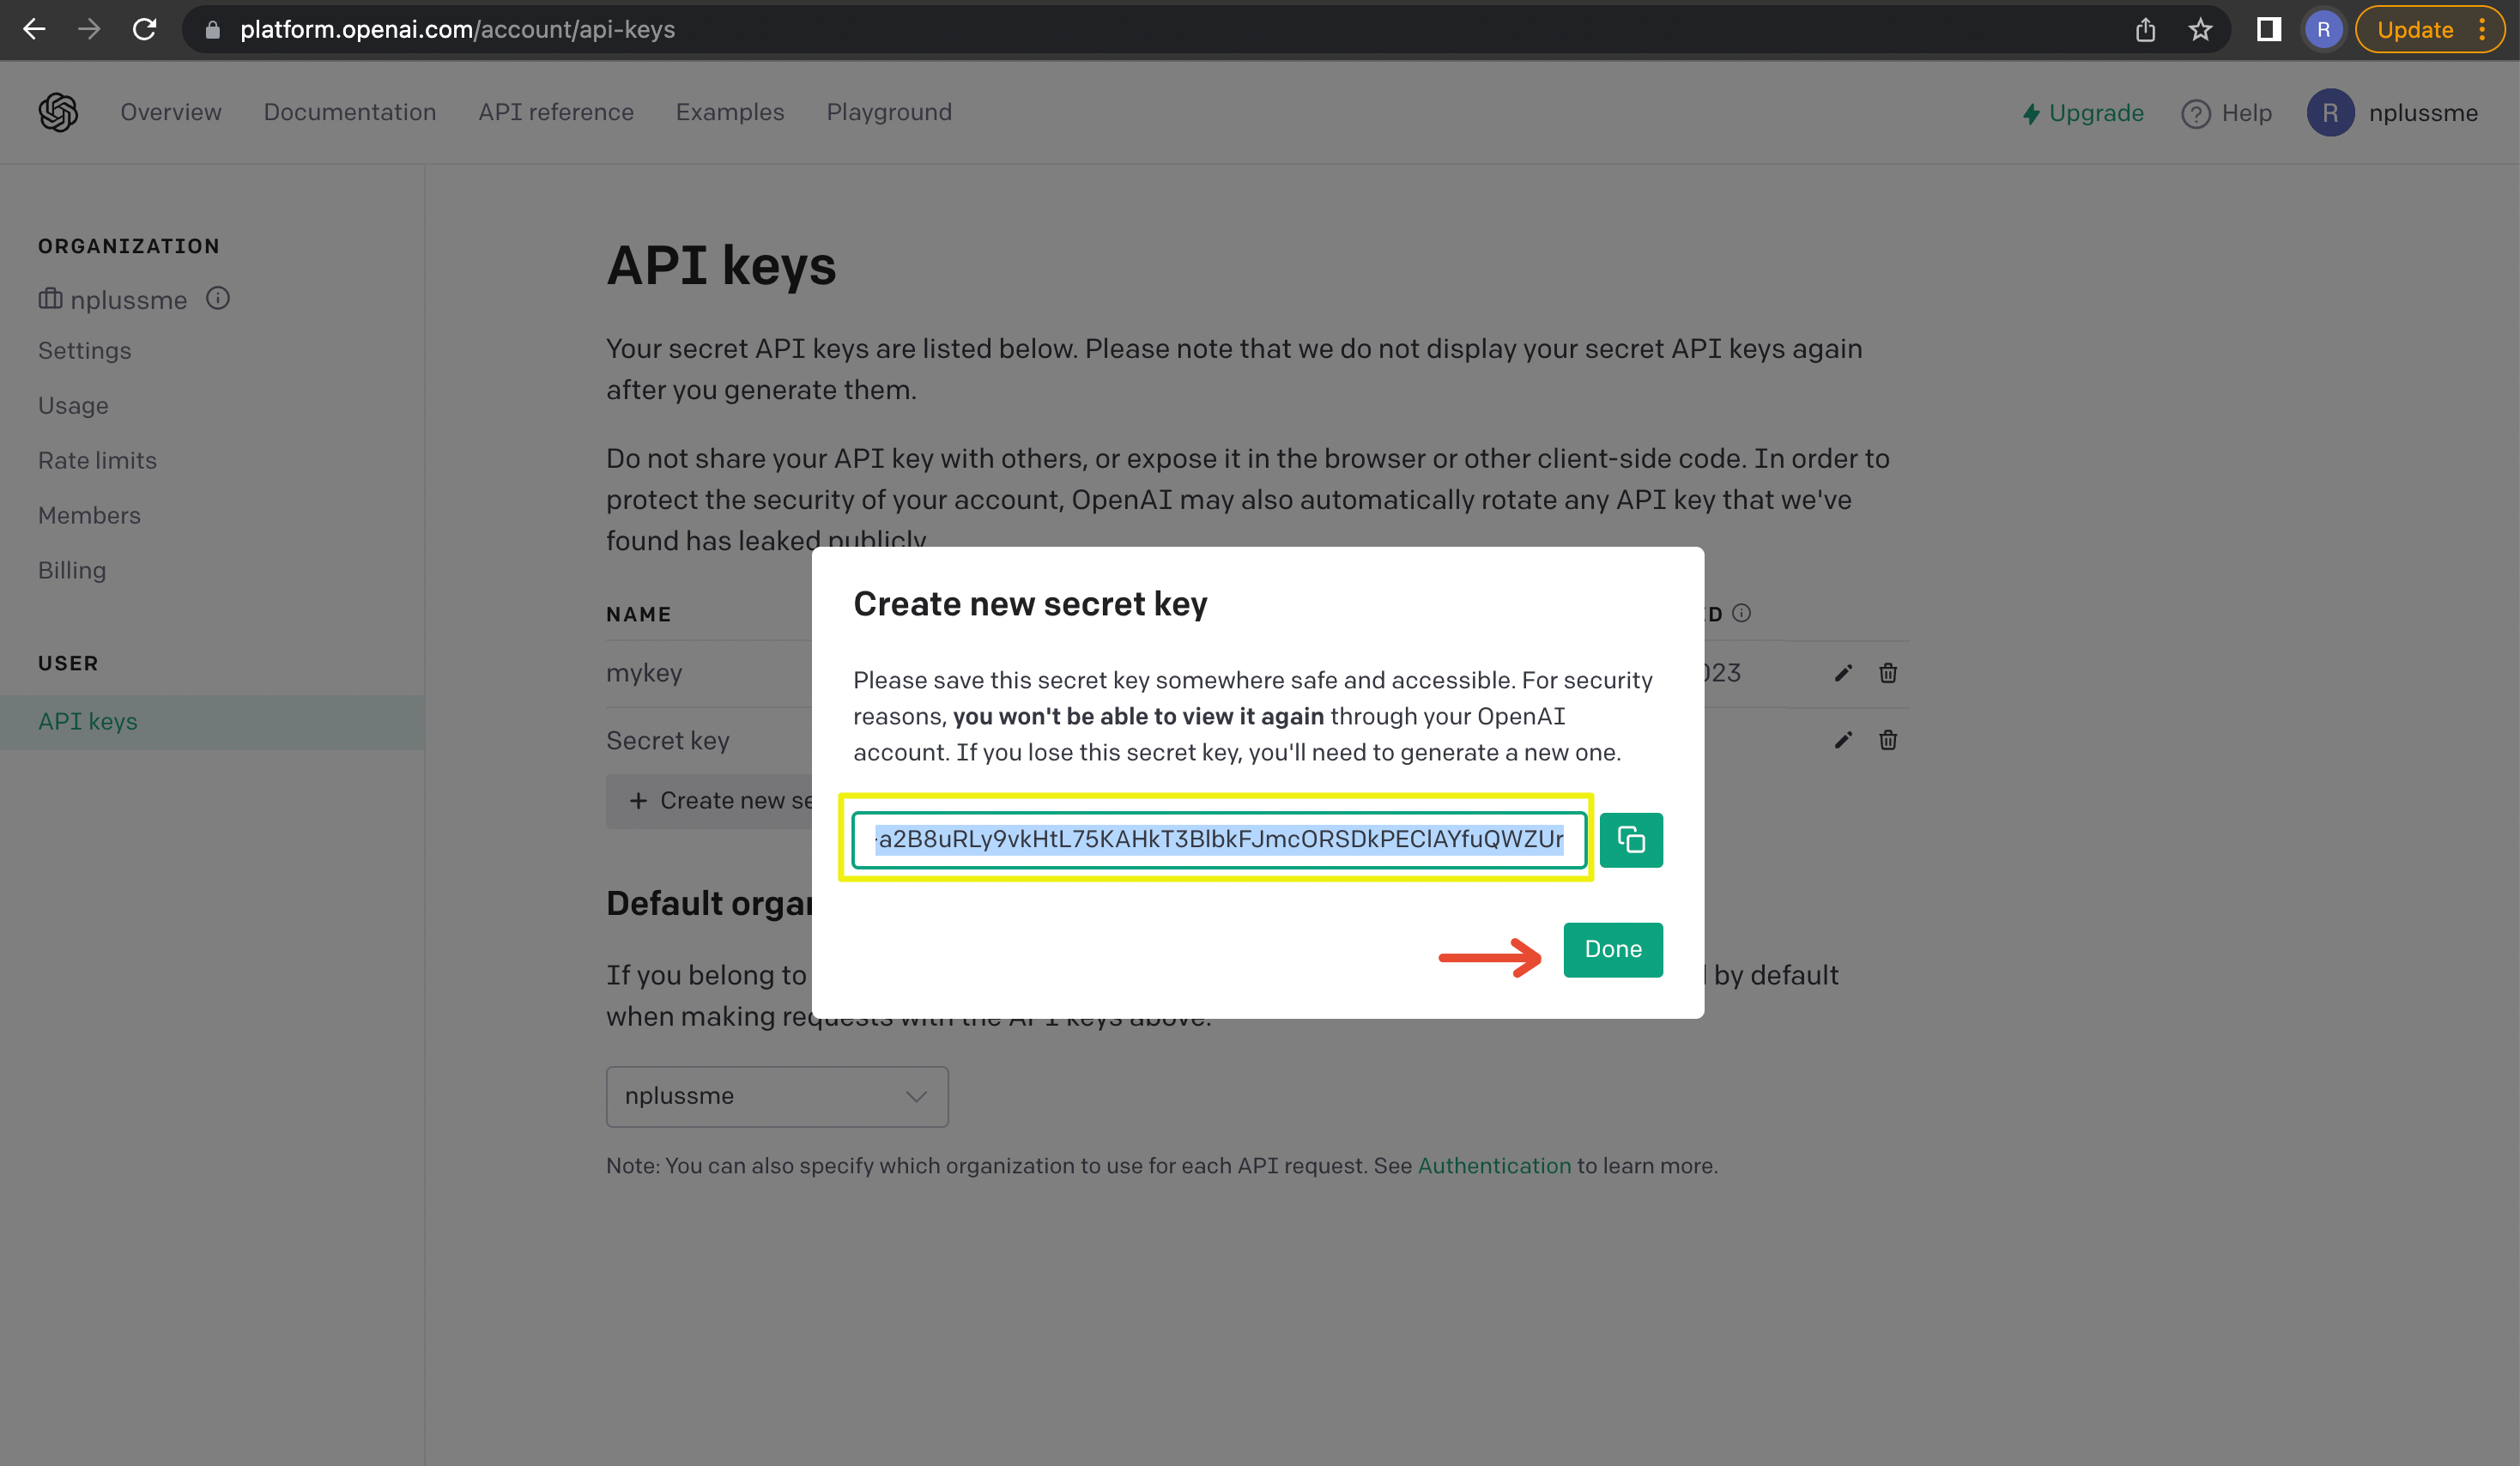 platform.openai.com/account/api-keys
R
Update
Overview
Documentation
API reference
Examples
Playground
Upgrade
Help
R
nplussme
ORGANIZATION
nplussme
Settings
Usage
Rate limits
Members
Billing
USER
API keys
API keys
Your secret API keys are listed below. Please note that we do not display your secret API keys again
after you generate them.
Do not share your API key with others, or expose it in the browser or other client-side code. In order to
protect the security of your account, OpenAI may also automatically rotate any API key that we've
found has leaked publicly
NAME
mykey
Secret key
+ Create new
Create new secret key
Please save this secret key somewhere safe and accessible. For security
reasons, you won't be able to view it again through your OpenAI
account. If you lose this secret key, you'll need to generate a new one.
-a2B8uRLy9vkHtL75KAHkT3BlbkFJmcORSDkPEClAYfuQWZUr
Done
Default
If you belong to
by default
when making requests with the API keys above.
nplussme
Note: You can also specify which organization to use for each API request. See Authentication to learn more.